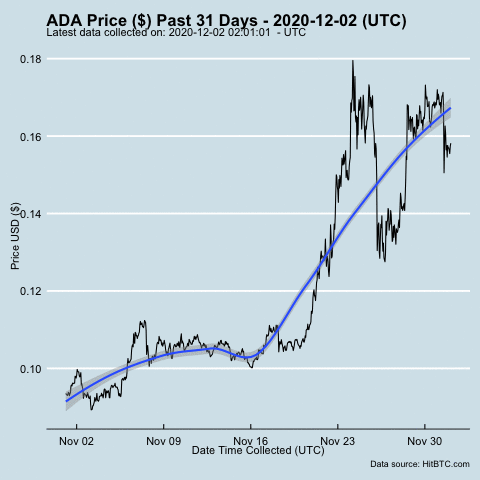 ADA Price ($) Past 31 Days - 2020-12-02 (UTC)
Latest data collected on: 2020-12-02 02:01:01 - UTC
0.18
0.16
0.14
0.12
0.10
Price USD ($)
Nov 02 Nov 09 Nov 16 Nov 23 Nov 30
Date Time Collected (UTC)
Data source: HitBTC.com